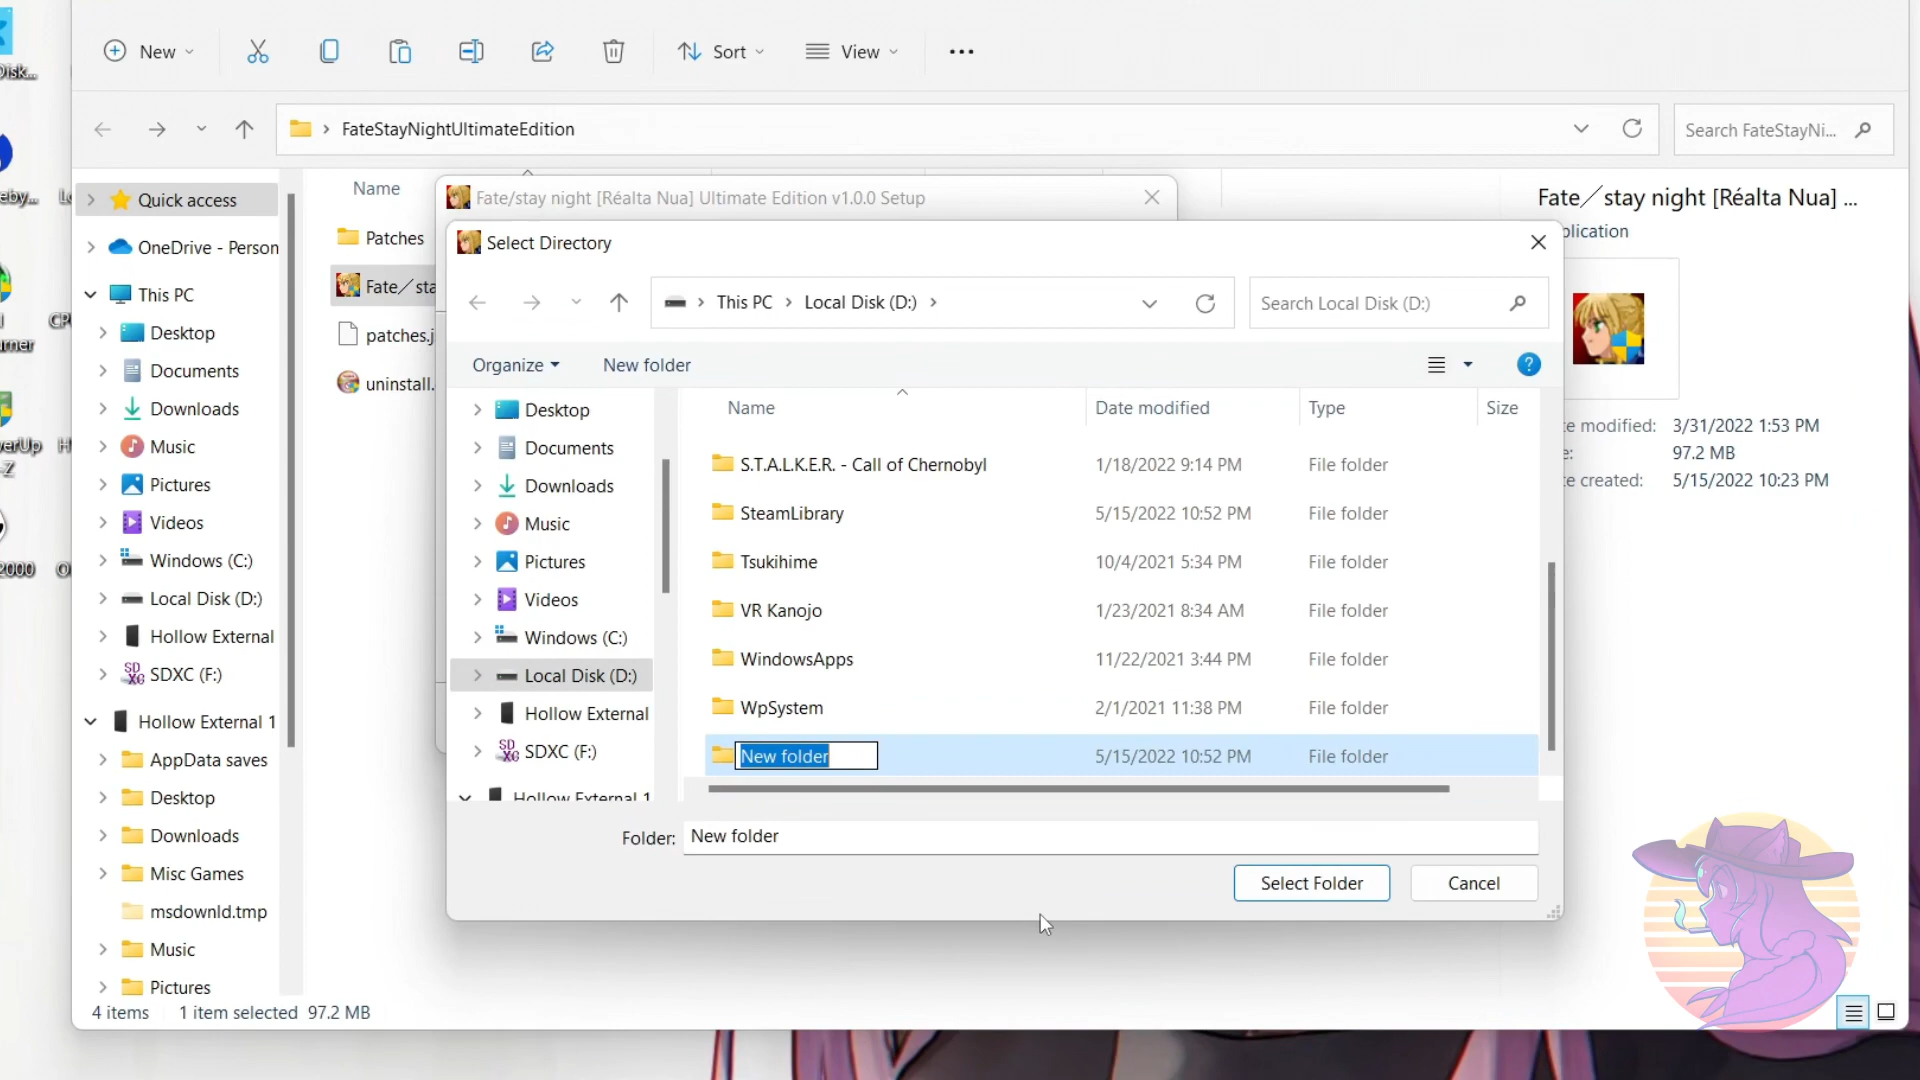 New
Sort
View
FateStayNightUltimateEdition
Search FateStayNi...
Name
Quick access
OneDrive - Person
This PC
Desktop
Documents
Downloads
Music
Pictures
Videos
Windows (C:)
Local Disk (D:)
Hollow External
SDXC (F:)
Hollow External 1
AppData saves
Desktop
Downloads
Misc Games
msdownld.tmp
Music
Pictures
4 items
1 item selected 97.2 MB
Patches
Fate／sta
patches.j
uninstall.
Fate/stay night [Réalta Nua] Ultimate Edition v1.0.0 Setup
Select Directory
This PC
Local Disk (D:)
Search Local Disk (D:)
Organize
New folder
?
Desktop
Documents
Downloads
Music
Pictures
Videos
Windows (C:)
Local Disk (D:)
Hollow External
SDXC (F:)
Hollow External 1
Name Date modified Type Size
S.T.A.L.K.E.R. - Call of Chernobyl 1/18/2022 9:14 PM File folder
SteamLibrary 5/15/2022 10:52 PM File folder
Tsukihime 10/4/2021 5:34 PM File folder
VR Kanojo 1/23/2021 8:34 AM File folder
WindowsApps 11/22/2021 3:44 PM File folder
WpSystem 2/1/2021 11:38 PM File folder
New folder 5/15/2022 10:52 PM File folder
Folder: New folder
Select Folder
Cancel
Fate／stay night [Réalta Nua] ...
plication
te modified: 3/31/2022 1:53 PM
e: 97.2 MB
te created: 5/15/2022 10:23 PM